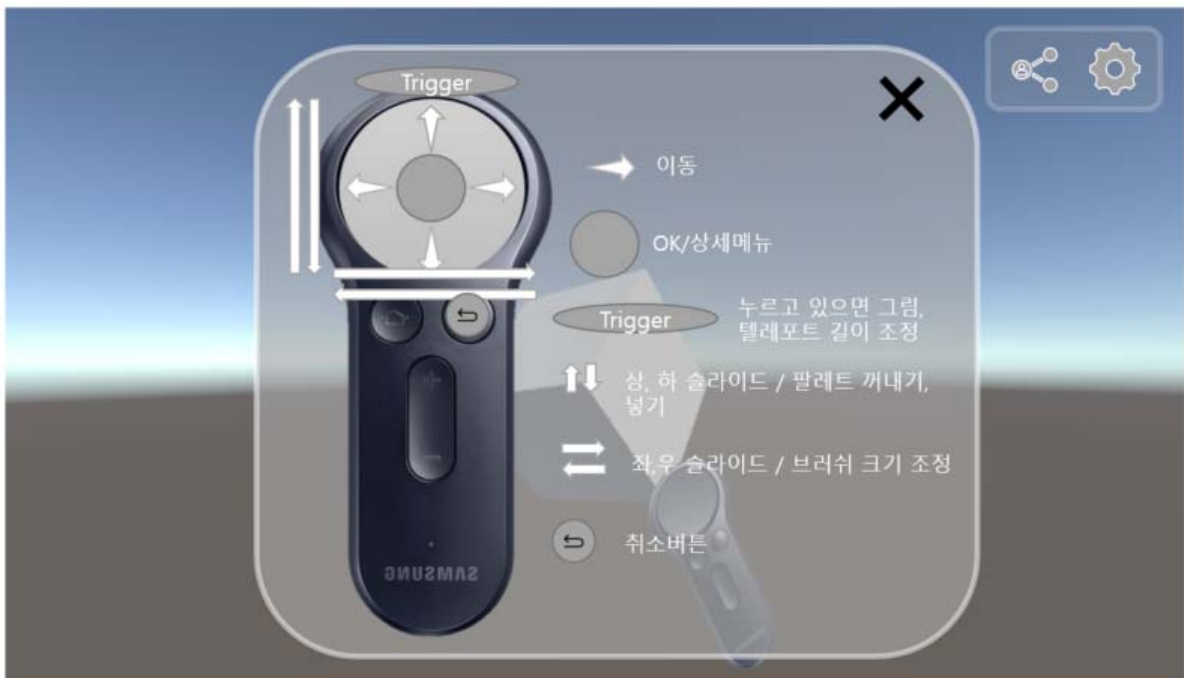 Trigger
이동
OK/상세메뉴
Trigger
누르고 있으면 그림,
텔레포트 길이 조정
상, 하 슬라이드 / 팔레트 꺼내기,
넣기
좌,우 슬라이드 / 브러쉬 크기 조정
취소버튼
SAMSUNG